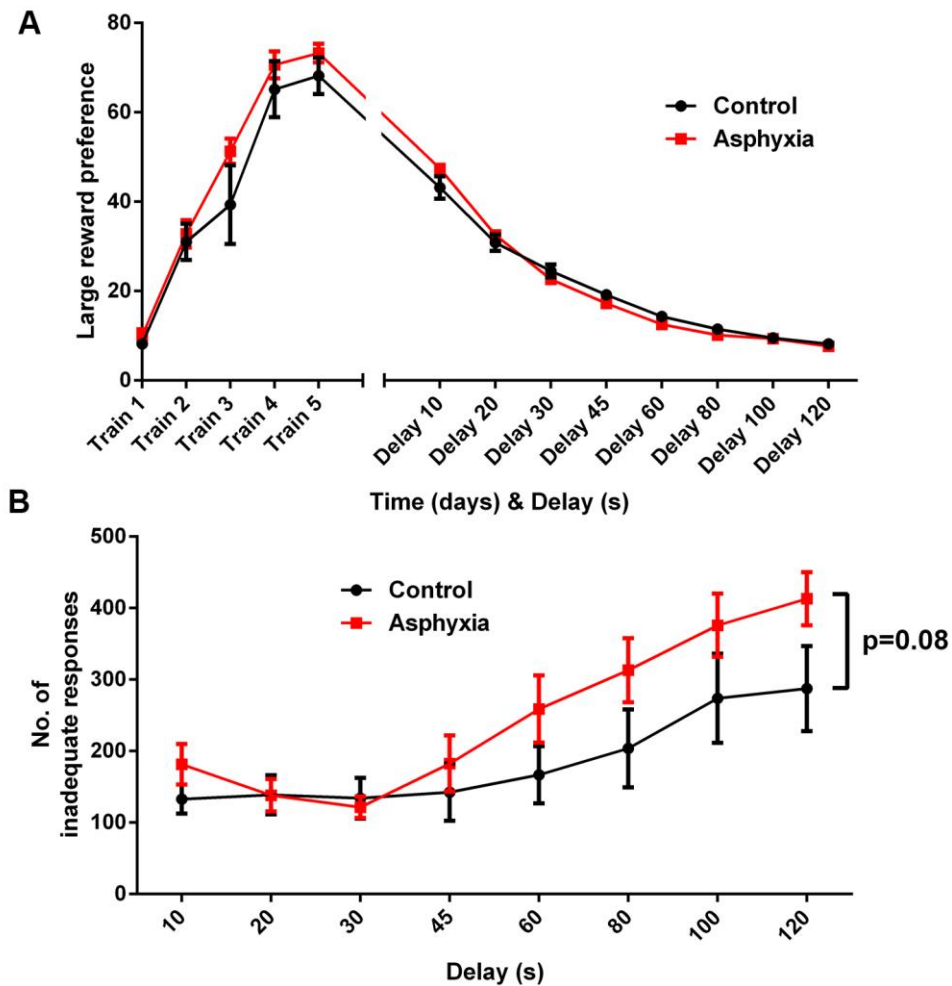 A
Large reward preference
80
60
40
20
0
Control
Asphyxia
Train 1
Train 2
Train 3
Train 4
Train 5
Delay 10
Delay 20
Delay 30
Delay 45
Delay 60
Delay 80
Delay 100
Delay 120
Time (days) & Delay (s)
B
No. of
inadequate responses
500
400
300
200
100
0
Control
Asphyxia
p=0.08
10
20
30
45
60
80
100
120
Delay (s)